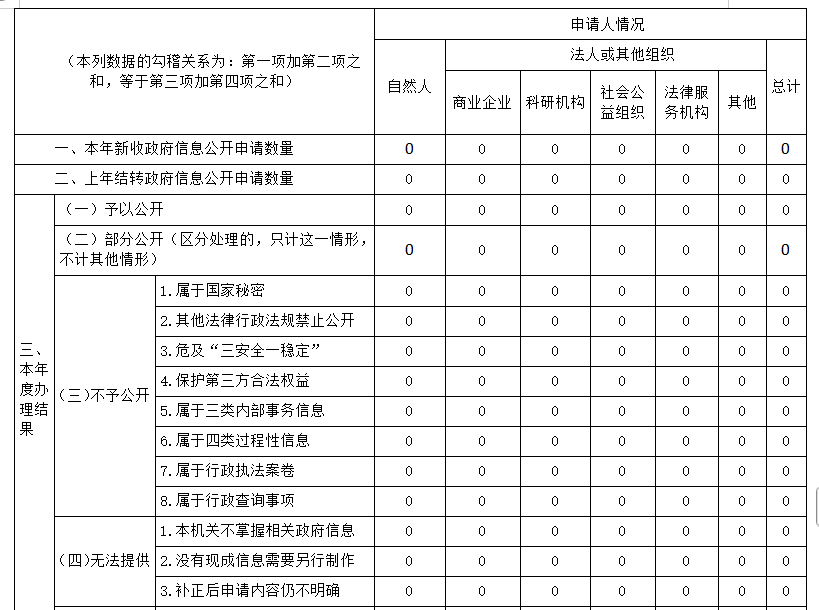 申请人情况
（本列数据的勾稽关系为：第一项加第二项之
和，等于第三项加第四项之和）
自然人
法人或其他组织
总计
商业企业
科研机构
社会公
益组织
法律服
务机构
其他
一、本年新收政府信息公开申请数量 0 0 0 0 0 0 0
二、上年结转政府信息公开申请数量 0 0 0 0 0 0 0
三、
本年
度办
理结
果
（一）予以公开 0 0 0 0 0 0 0
（二）部分公开（区分处理的，只计这一情形，
不计其他情形） 0 0 0 0 0 0 0
（三）不予公开
1.属于国家秘密 0 0 0 0 0 0 0
2.其他法律行政法规禁止公开 0 0 0 0 0 0 0
3.危及“三安全一稳定” 0 0 0 0 0 0 0
4.保护第三方合法权益 0 0 0 0 0 0 0
5.属于三类内部事务信息 0 0 0 0 0 0 0
6.属于四类过程性信息 0 0 0 0 0 0 0
7.属于行政执法案卷 0 0 0 0 0 0 0
8.属于行政查询事项 0 0 0 0 0 0 0
（四）无法提供
1.本机关不掌握相关政府信息 0 0 0 0 0 0 0
2.没有现成信息需要另行制作 0 0 0 0 0 0 0
3.补正后申请内容仍不明确 0 0 0 0 0 0 0